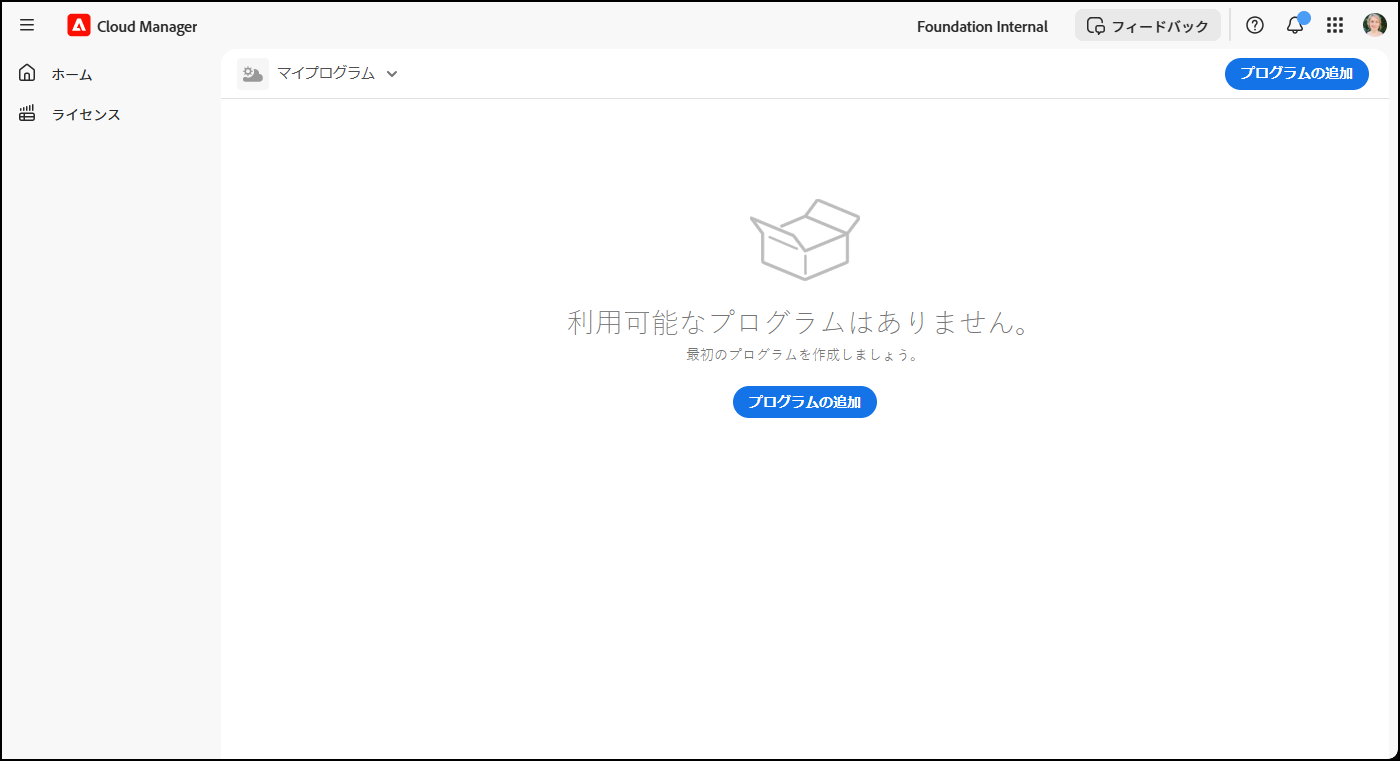 Cloud Manager
Foundation Internal
フィードバック
ホーム
ライセンス
マイプログラム
プログラムの追加
利用可能なプログラムはありません。
最初のプログラムを作成しましょう。
プログラムの追加